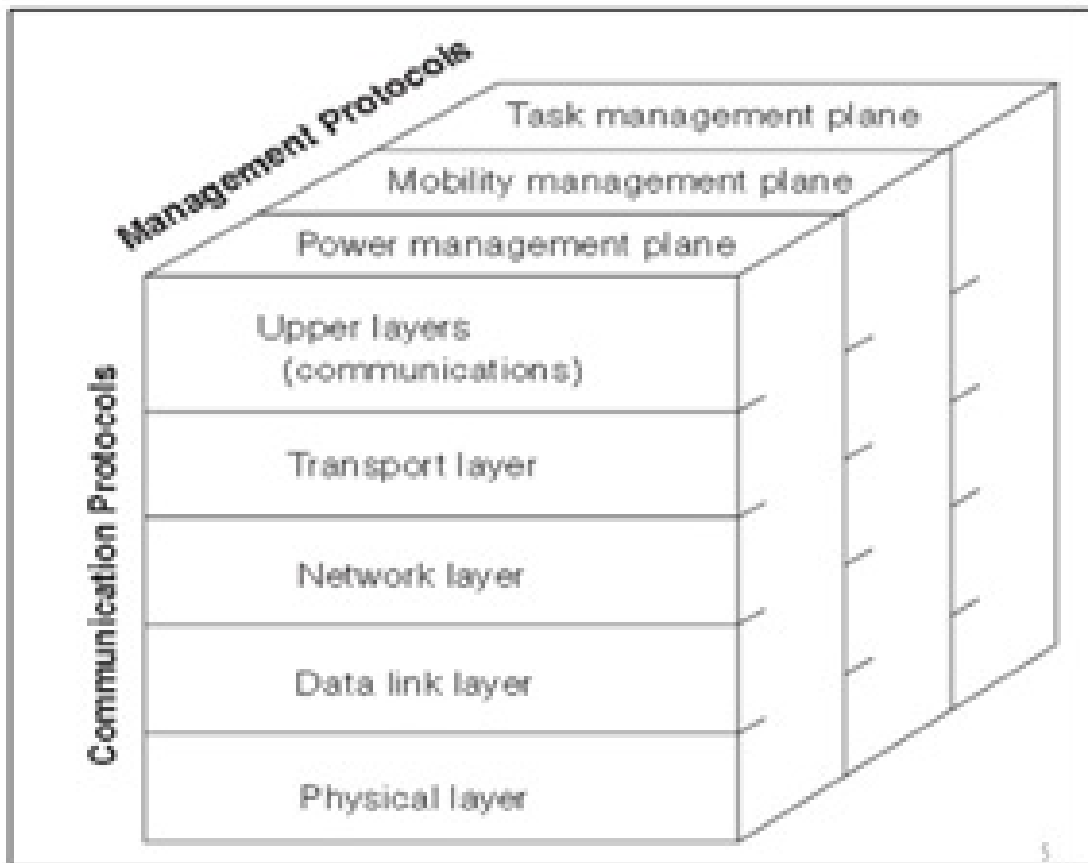 Management Protocols
Task management plane
Mobility management plane
Power management plane
Communication Protocols
Upper layers
(communications)
Transport layer
Network layer
Data link layer
Physical layer
5